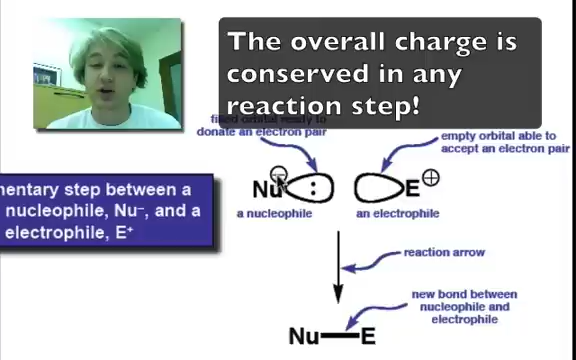 The overall charge is
conserved in any
reaction step!
filled orbital ready to
donate an electron pair
empty orbital able to
accept an electron pair
mentary step between a
nucleophile, Nu–, and a
electrophile, E+
Nu – : E +
a nucleophile
an electrophile
reaction arrow
new bond between
nucleophile and
electrophile
Nu—E